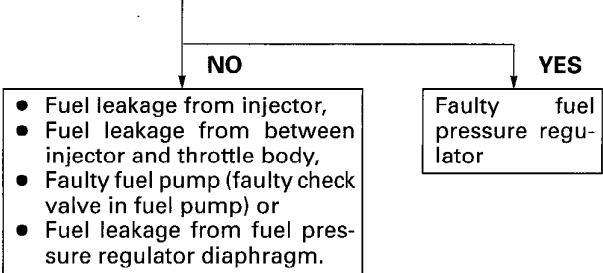 NO
YES
● Fuel leakage from injector,
● Fuel leakage from between
injector and throttle body,
● Faulty fuel pump (faulty check
valve in fuel pump) or
● Fuel leakage from fuel pres-
sure regulator diaphragm.
Faulty fuel
pressure regu-
lator